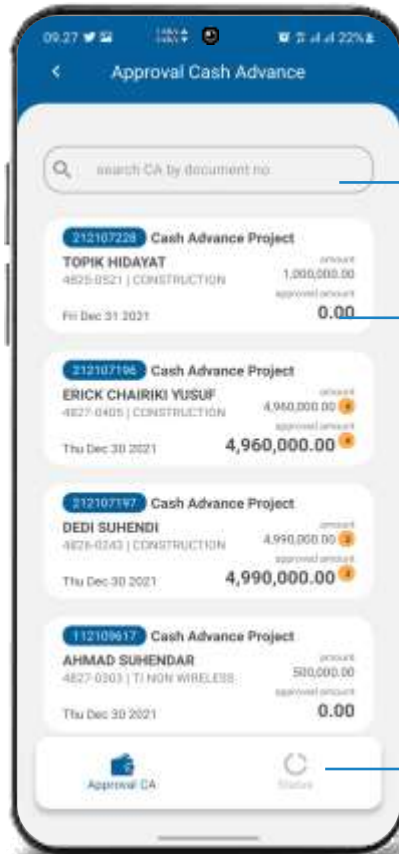 09.27 22%
Approval Cash Advance
search CA by document no
212107228 Cash Advance Project
TOPIK HIDAYAT amount
4825-0521 | CONSTRUCTION 1,000,000.00
approved amount
Fri Dec 31 2021 0.00
212107196 Cash Advance Project
ERICK CHAIRIKI YUSUF amount
4827-0405 | CONSTRUCTION 4,960,000.00
approved amount
Thu Dec 30 2021 4,960,000.00
212107197 Cash Advance Project
DEDI SUHENDI amount
4826-0243 | CONSTRUCTION 4,990,000.00
approved amount
Thu Dec 30 2021 4,990,000.00
112109617 Cash Advance Project
AHMAD SUHENDAR amount
4827-0303 | TI NON WIRELESS 500,000.00
approved amount
Thu Dec 30 2021 0.00
Approval CA Status